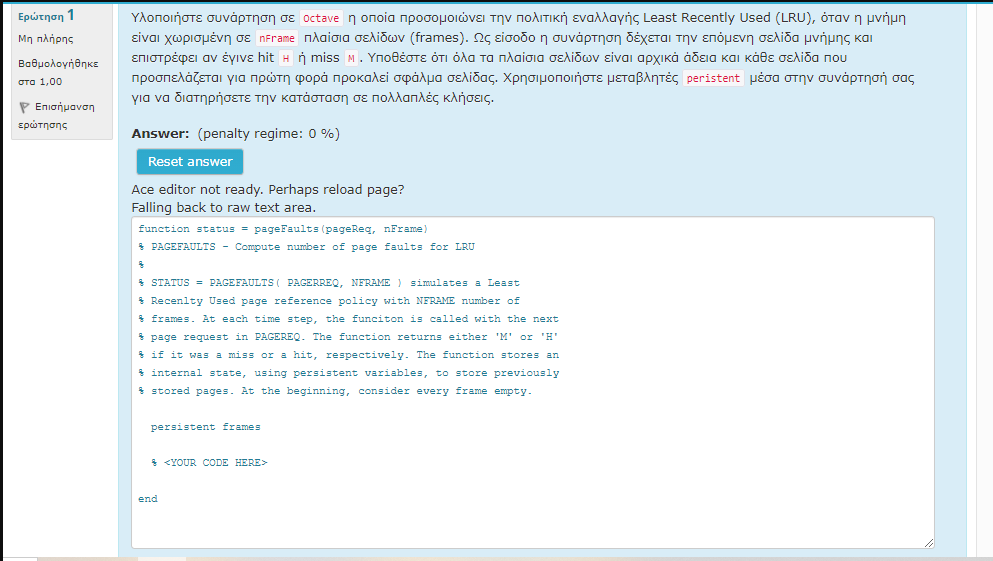 Ερώτηση 1
Μη πλήρης
Βαθμολογήθηκε
στα 1,00
Επισήμανση
ερώτησης
Υλοποιήστε συνάρτηση σε Octave η οποία προσομοιώνει την πολιτική εναλλαγής Least Recently Used (LRU), όταν η μνήμη
είναι χωρισμένη σε nFrame πλαίσια σελίδων (frames). Ως είσοδο η συνάρτηση δέχεται την επόμενη σελίδα μνήμης και
επιστρέφει αν έγινε hit H ή miss M. Υποθέστε ότι όλα τα πλαίσια σελίδων είναι αρχικά άδεια και κάθε σελίδα που
προσπελάζεται για πρώτη φορά προκαλεί σφάλμα σελίδας. Χρησιμοποιήστε μεταβλητές peristent μέσα στην συνάρτησή σας
για να διατηρήσετε την κατάσταση σε πολλαπλές κλήσεις.
Answer: (penalty regime: 0 %)
Reset answer
Ace editor not ready. Perhaps reload page?
Falling back to raw text area.
function status = pageFaults(pageReq, nFrame)
% PAGEFAULTS - Compute number of page faults for LRU
%
% STATUS = PAGEFAULTS( PAGERREQ, NFRAME ) simulates a Least
% Recenlty Used page reference policy with NFRAME number of
% frames. At each time step, the funciton is called with the next
% page request in PAGEREQ. The function returns either 'M' or 'H'
% if it was a miss or a hit, respectively. The function stores an
% internal state, using persistent variables, to store previously
% stored pages. At the beginning, consider every frame empty.
persistent frames
% <YOUR CODE HERE>
end